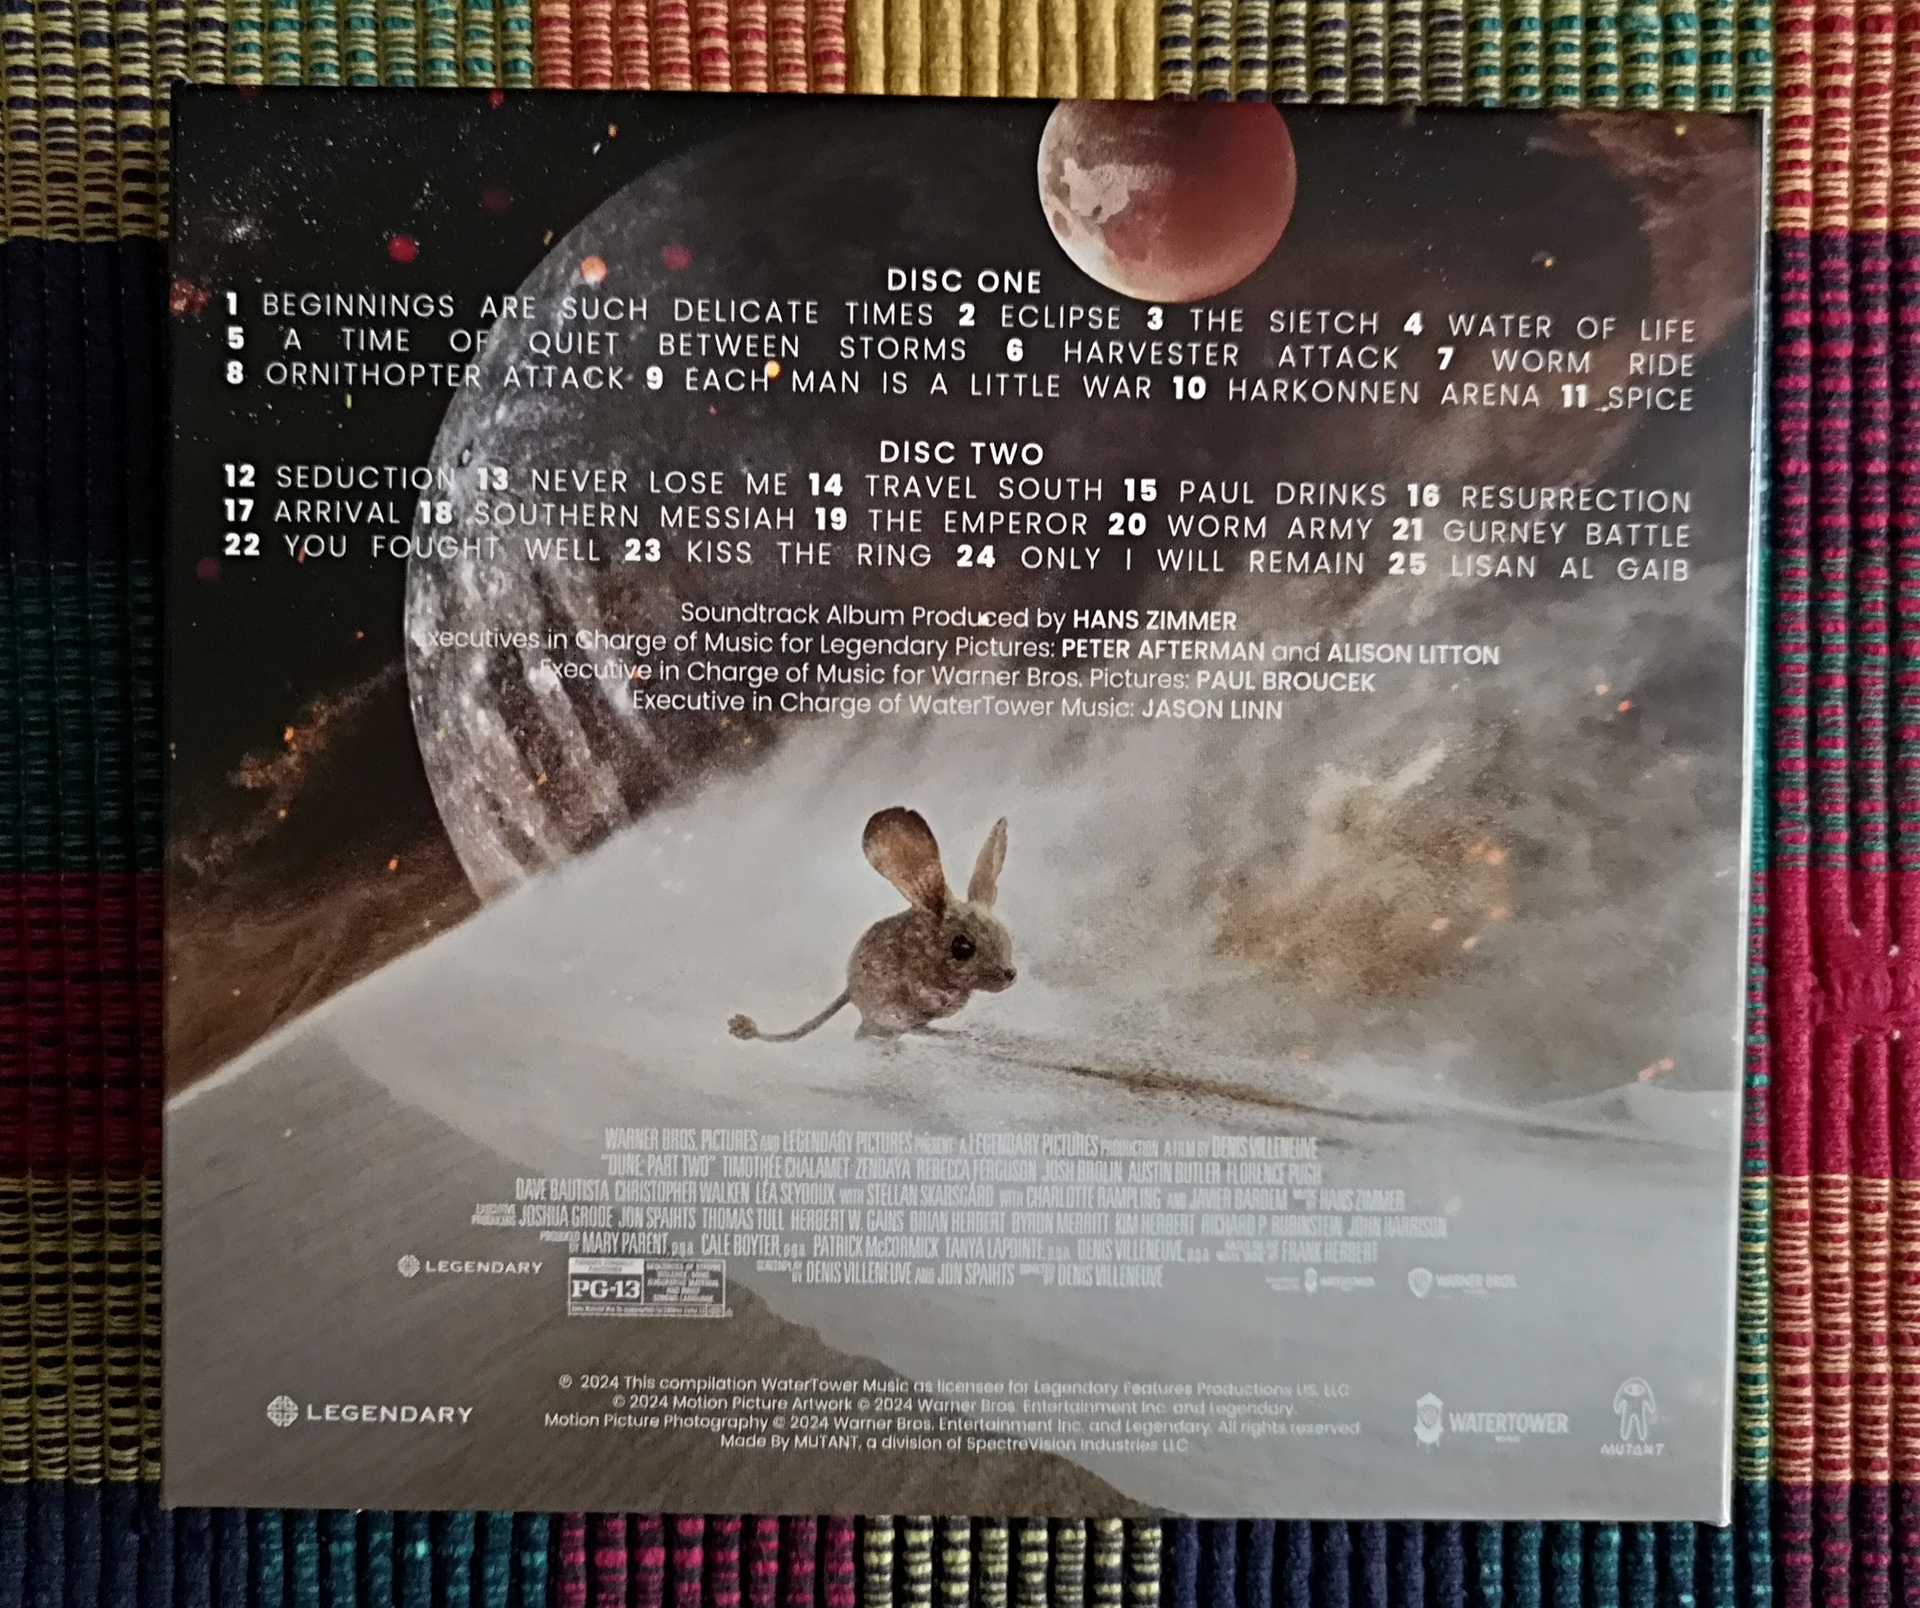 DISC ONE
1 BEGINNINGS ARE SUCH DELICATE TIMES 2 ECLIPSE 3 THE SIETCH 4 WATER OF LIFE
5 A TIME OF QUIET BETWEEN STORMS 6 HARVESTER ATTACK 7 WORM RIDE
8 ORNITHOPTER ATTACK 9 EACH MAN IS A LITTLE WAR 10 HARKONNEN ARENA 11 SPICE
DISC TWO
12 SEDUCTION 13 NEVER LOSE ME 14 TRAVEL SOUTH 15 PAUL DRINKS 16 RESURRECTION
17 ARRIVAL 18 SOUTHERN MESSIAH 19 THE EMPEROR 20 WORM ARMY 21 GURNEY BATTLE
22 YOU FOUGHT WELL 23 KISS THE RING 24 ONLY I WILL REMAIN 25 LISAN AL GAIB
Soundtrack Album Produced by HANS ZIMMER
Executives in Charge of Music for Legendary Pictures: PETER AFTERMAN and ALISON LITTON
Executive in Charge of Music for Warner Bros. Pictures: PAUL BROUCEK
Executive in Charge of WaterTower Music: JASON LINN
WARNER BROS. PICTURES AND LEGENDARY PICTURES PRESENT A LEGENDARY PICTURES PRODUCTION A FILM BY DENIS VILLENEUVE
"DUNE: PART TWO" TIMOTHÉE CHALAMET ZENDAYA REBECCA FERGUSON JOSH BROLIN AUSTIN BUTLER FLORENCE PUGH
DAVE BAUTISTA CHRISTOPHER WALKEN LÉA SEYDOUX WITH STELLAN SKARSGÅRD WITH CHARLOTTE RAMPLING AND JAVIER BARDEM BY HANS ZIMMER
EXECUTIVE PRODUCERS JOSHUA GRODE JON SPAIHTS THOMAS TULL HERBERT W. GAINS BRIAN HERBERT BYRON MERRITT KIM HERBERT RICHARD P. RUBINSTEIN JOHN HARRISON
PRODUCED BY MARY PARENT, p.g.a. CALE BOYTER, p.g.a. PATRICK McCORMICK TANYA LAPOINTE, p.g.a. DENIS VILLENEUVE, p.g.a. FRANK HERBERT
SCREENPLAY BY DENIS VILLENEUVE AND JON SPAIHTS DIRECTED BY DENIS VILLENEUVE
LEGENDARY
PG-13
WATERTOWER
WARNER BROS.
℗ 2024 This compilation WaterTower Music as licensee for Legendary Features Productions US, LLC
© 2024 Motion Picture Artwork © 2024 Warner Bros. Entertainment Inc. and Legendary.
Motion Picture Photography © 2024 Warner Bros. Entertainment Inc. and Legendary. All rights reserved
Made By MUTANT, a division of SpectreVision Industries LLC
LEGENDARY
WATERTOWER
MUSIC
MUTANT